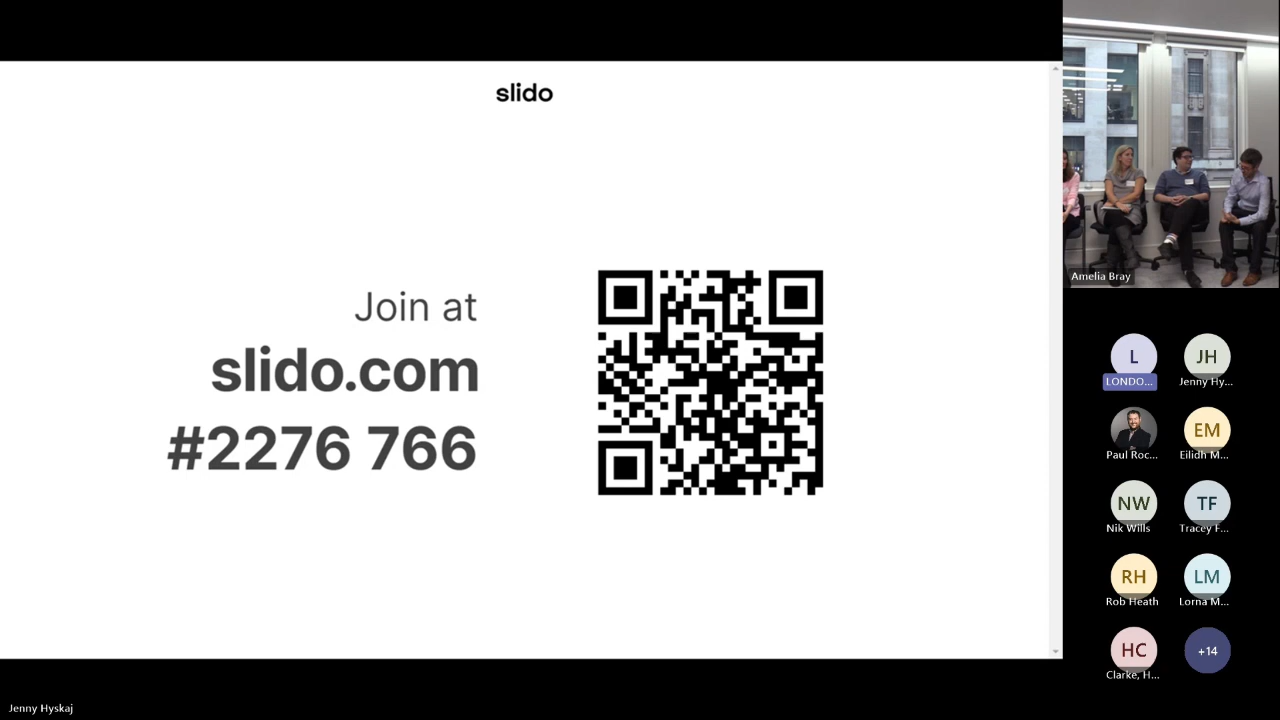 slido
Join at
slido.com
#2276 766
Amelia Bray
L
LONDO...
JH
Jenny Hy...
Paul Roc...
EM
Eilidh M...
NW
Nik Wills
TF
Tracey F...
RH
Rob Heath
LM
Lorna M...
HC
Clarke, H...
+14
Jenny Hyskaj